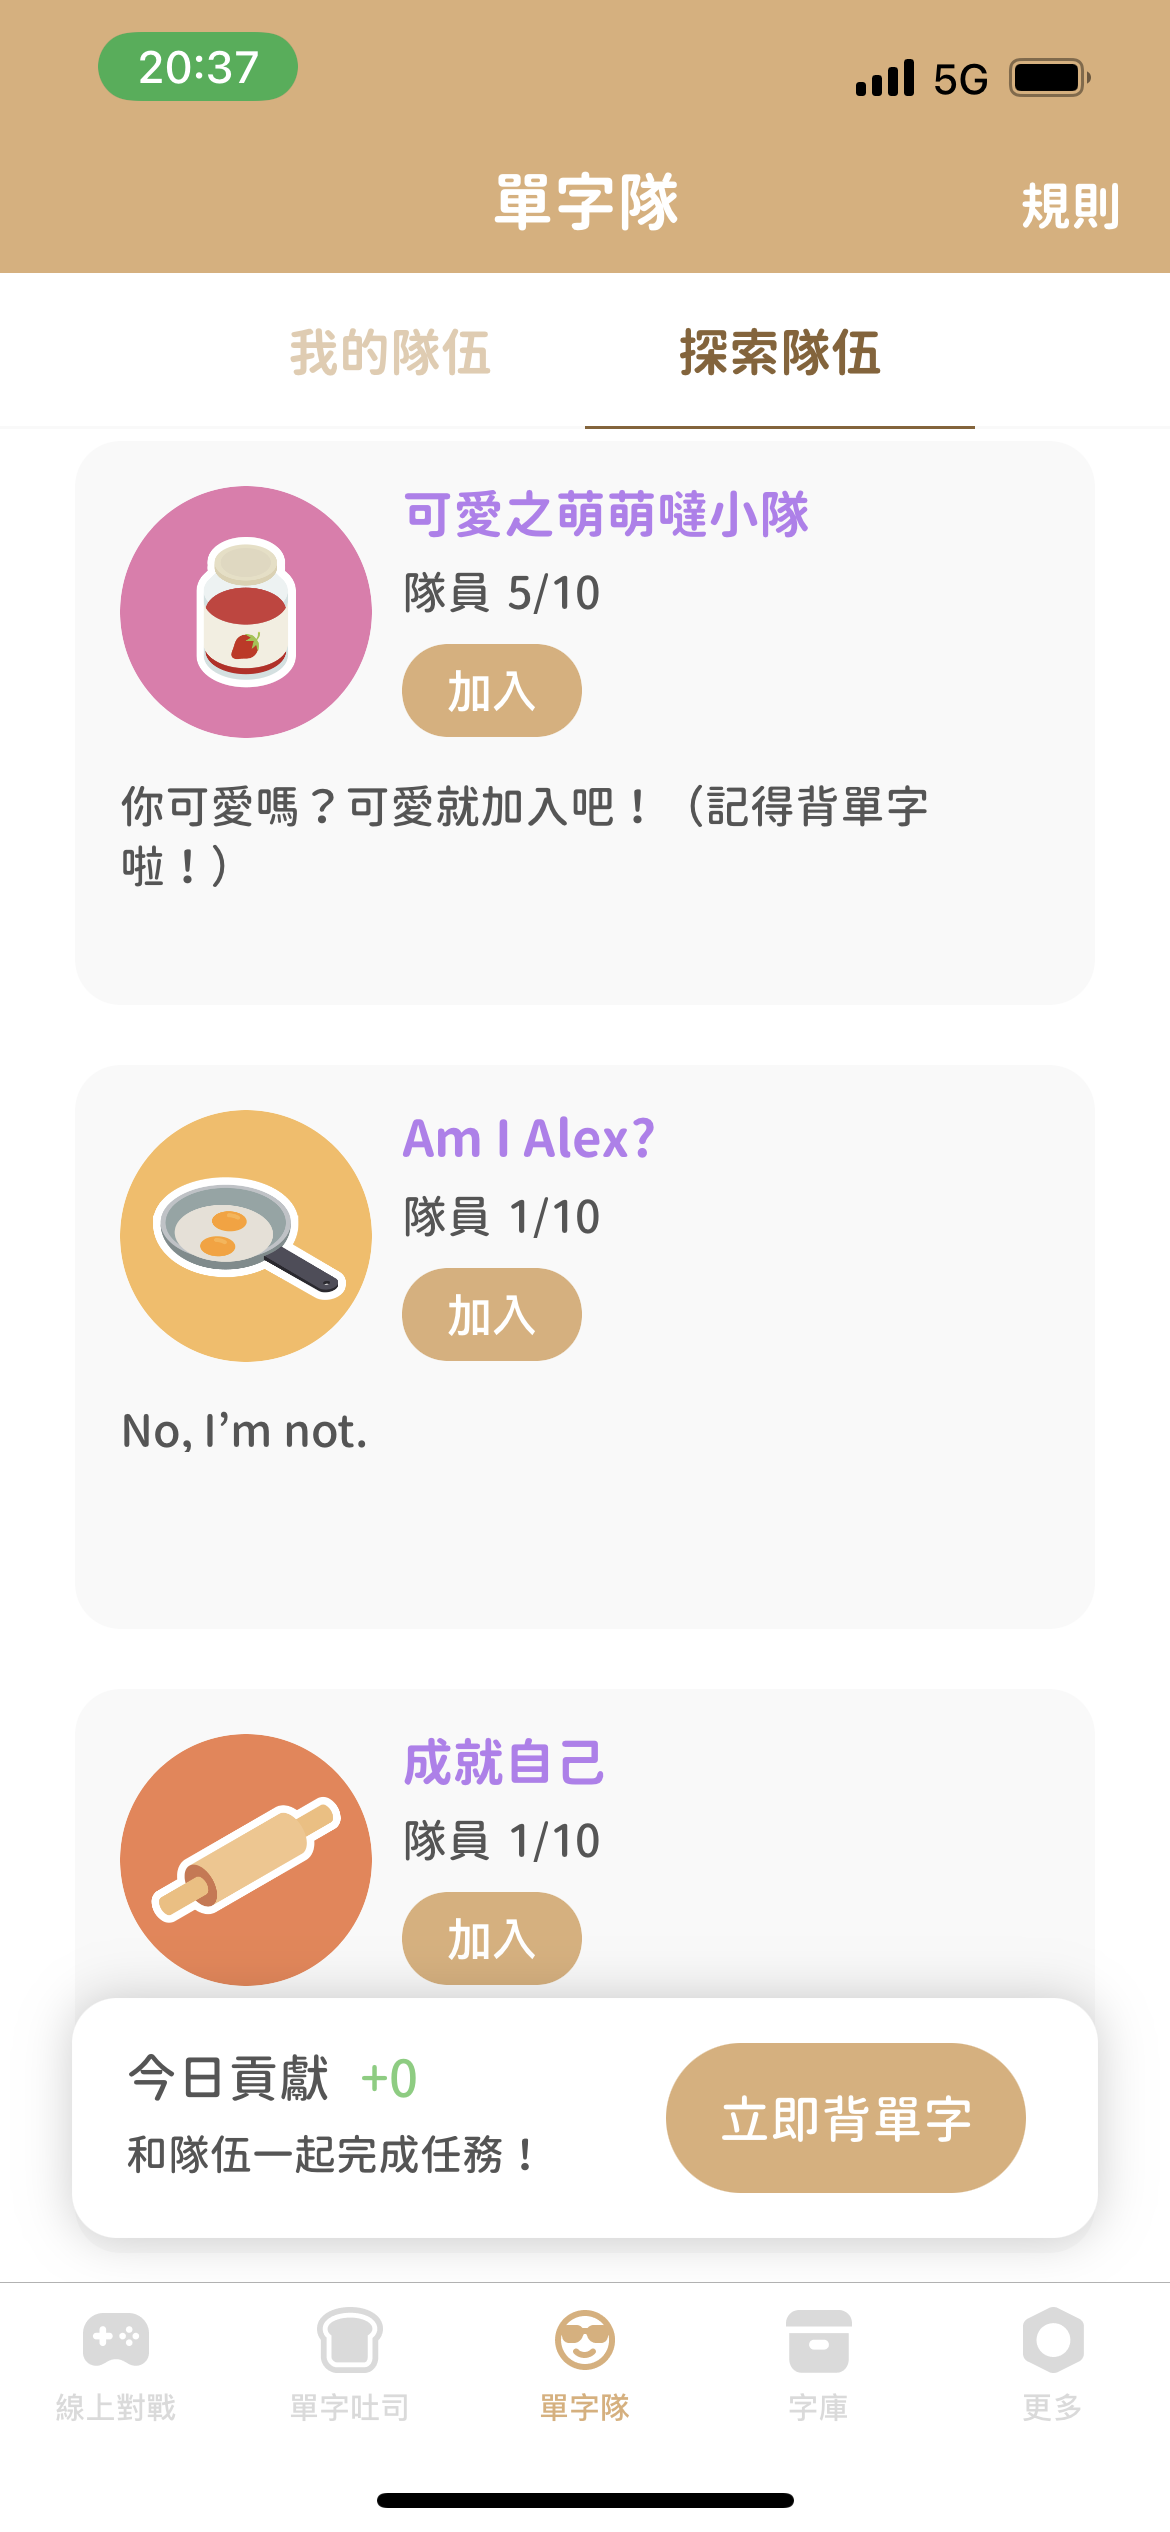 20:37
5G
單字隊
規則
我的隊伍
探索隊伍
可愛之萌萌噠小隊
隊員 5/10
加入
你可愛嗎？可愛就加入吧！（記得背單字
啦！）
Am I Alex?
隊員 1/10
加入
No, I’m not.
成就自己
隊員 1/10
加入
今日貢獻 +0
和隊伍一起完成任務！
立即背單字
線上對戰
單字吐司
單字隊
字庫
更多